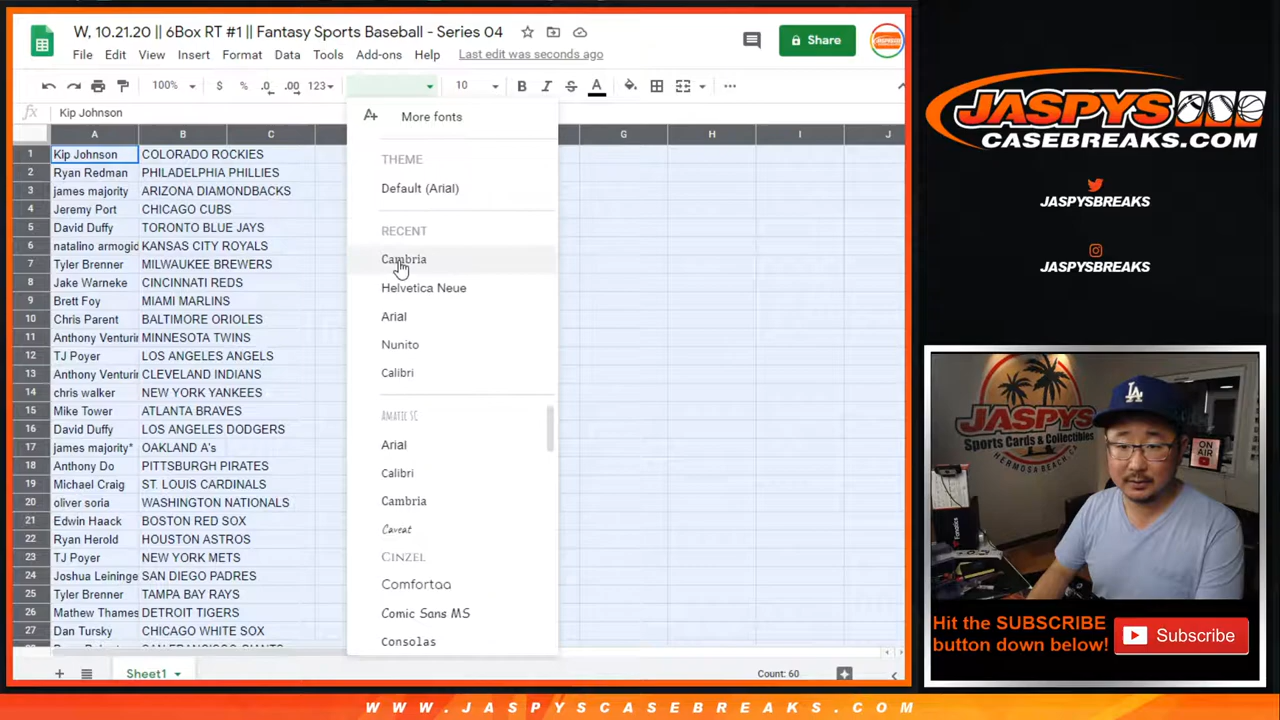 W, 10.21.20 || 6Box RT #1 || Fantasy Sports Baseball - Series 04
File Edit View Insert Format Data Tools Add-ons Help Last edit was seconds ago
Share
100% $ % .0 .00 123 10 B I S A
fx Kip Johnson
A B C G H I J
1 Kip Johnson COLORADO ROCKIES
2 Ryan Redman PHILADELPHIA PHILLIES
3 james majority ARIZONA DIAMONDBACKS
4 Jeremy Port CHICAGO CUBS
5 David Duffy TORONTO BLUE JAYS
6 natalino armogid KANSAS CITY ROYALS
7 Tyler Brenner MILWAUKEE BREWERS
8 Jake Warneke CINCINNATI REDS
9 Brett Foy MIAMI MARLINS
10 Chris Parent BALTIMORE ORIOLES
11 Anthony Venturin MINNESOTA TWINS
12 TJ Poyer LOS ANGELES ANGELS
13 Anthony Venturin CLEVELAND INDIANS
14 chris walker NEW YORK YANKEES
15 Mike Tower ATLANTA BRAVES
16 David Duffy LOS ANGELES DODGERS
17 james majority* OAKLAND A's
18 Anthony Do PITTSBURGH PIRATES
19 Michael Craig ST. LOUIS CARDINALS
20 oliver soria WASHINGTON NATIONALS
21 Edwin Haack BOSTON RED SOX
22 Ryan Herold HOUSTON ASTROS
23 TJ Poyer NEW YORK METS
24 Joshua Leininge SAN DIEGO PADRES
25 Tyler Brenner TAMPA BAY RAYS
26 Mathew Thames DETROIT TIGERS
27 Dan Tursky CHICAGO WHITE SOX
More fonts
THEME
Default (Arial)
RECENT
Cambria
Helvetica Neue
Arial
Nunito
Calibri
AMATIC SC
Arial
Calibri
Cambria
Caveat
CINZEL
Comfortaa
Comic Sans MS
Consolas
Sheet1
Count: 60
JASPYS
CASEBREAKS.COM
JASPYSBREAKS
JASPYSBREAKS
JASPYS
Sports Cards & Collectibles
HERMOSA BEACH, CA
ON AIR
LA
Fanatics
Hit the SUBSCRIBE
button down below!
Subscribe
WWW.JASPYSCASEBREAKS.COM